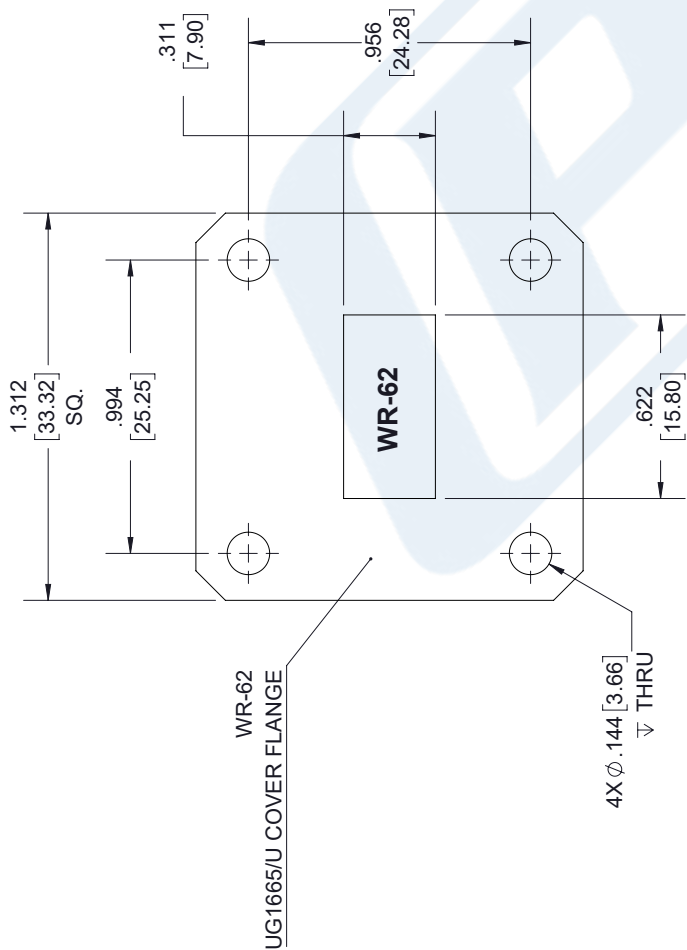 1.312
[33.32]
SQ.
.994
[25.25]
.311
[7.90]
.956
[24.28]
WR-62
.622
[15.80]
WR-62
UG1665/U COVER FLANGE
4X ⌀.144 [3.66]
↧ THRU